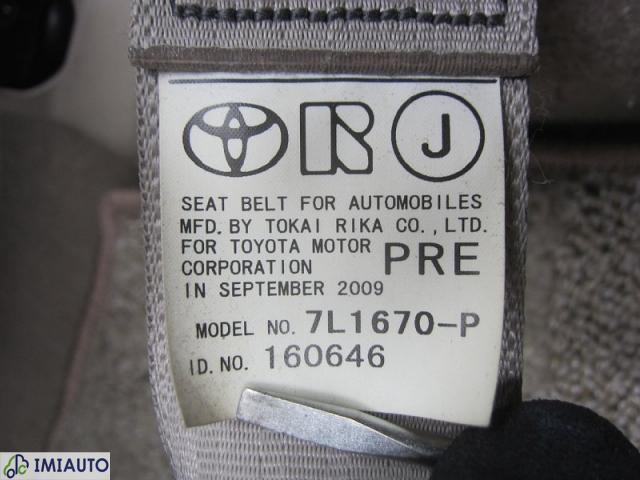 R J
SEAT BELT FOR AUTOMOBILES
MFD. BY TOKAI RIKA CO., LTD.
FOR TOYOTA MOTOR
CORPORATION PRE
IN SEPTEMBER 2009
MODEL NO. 7L1670-P
ID. NO. 160646
IMIAUTO